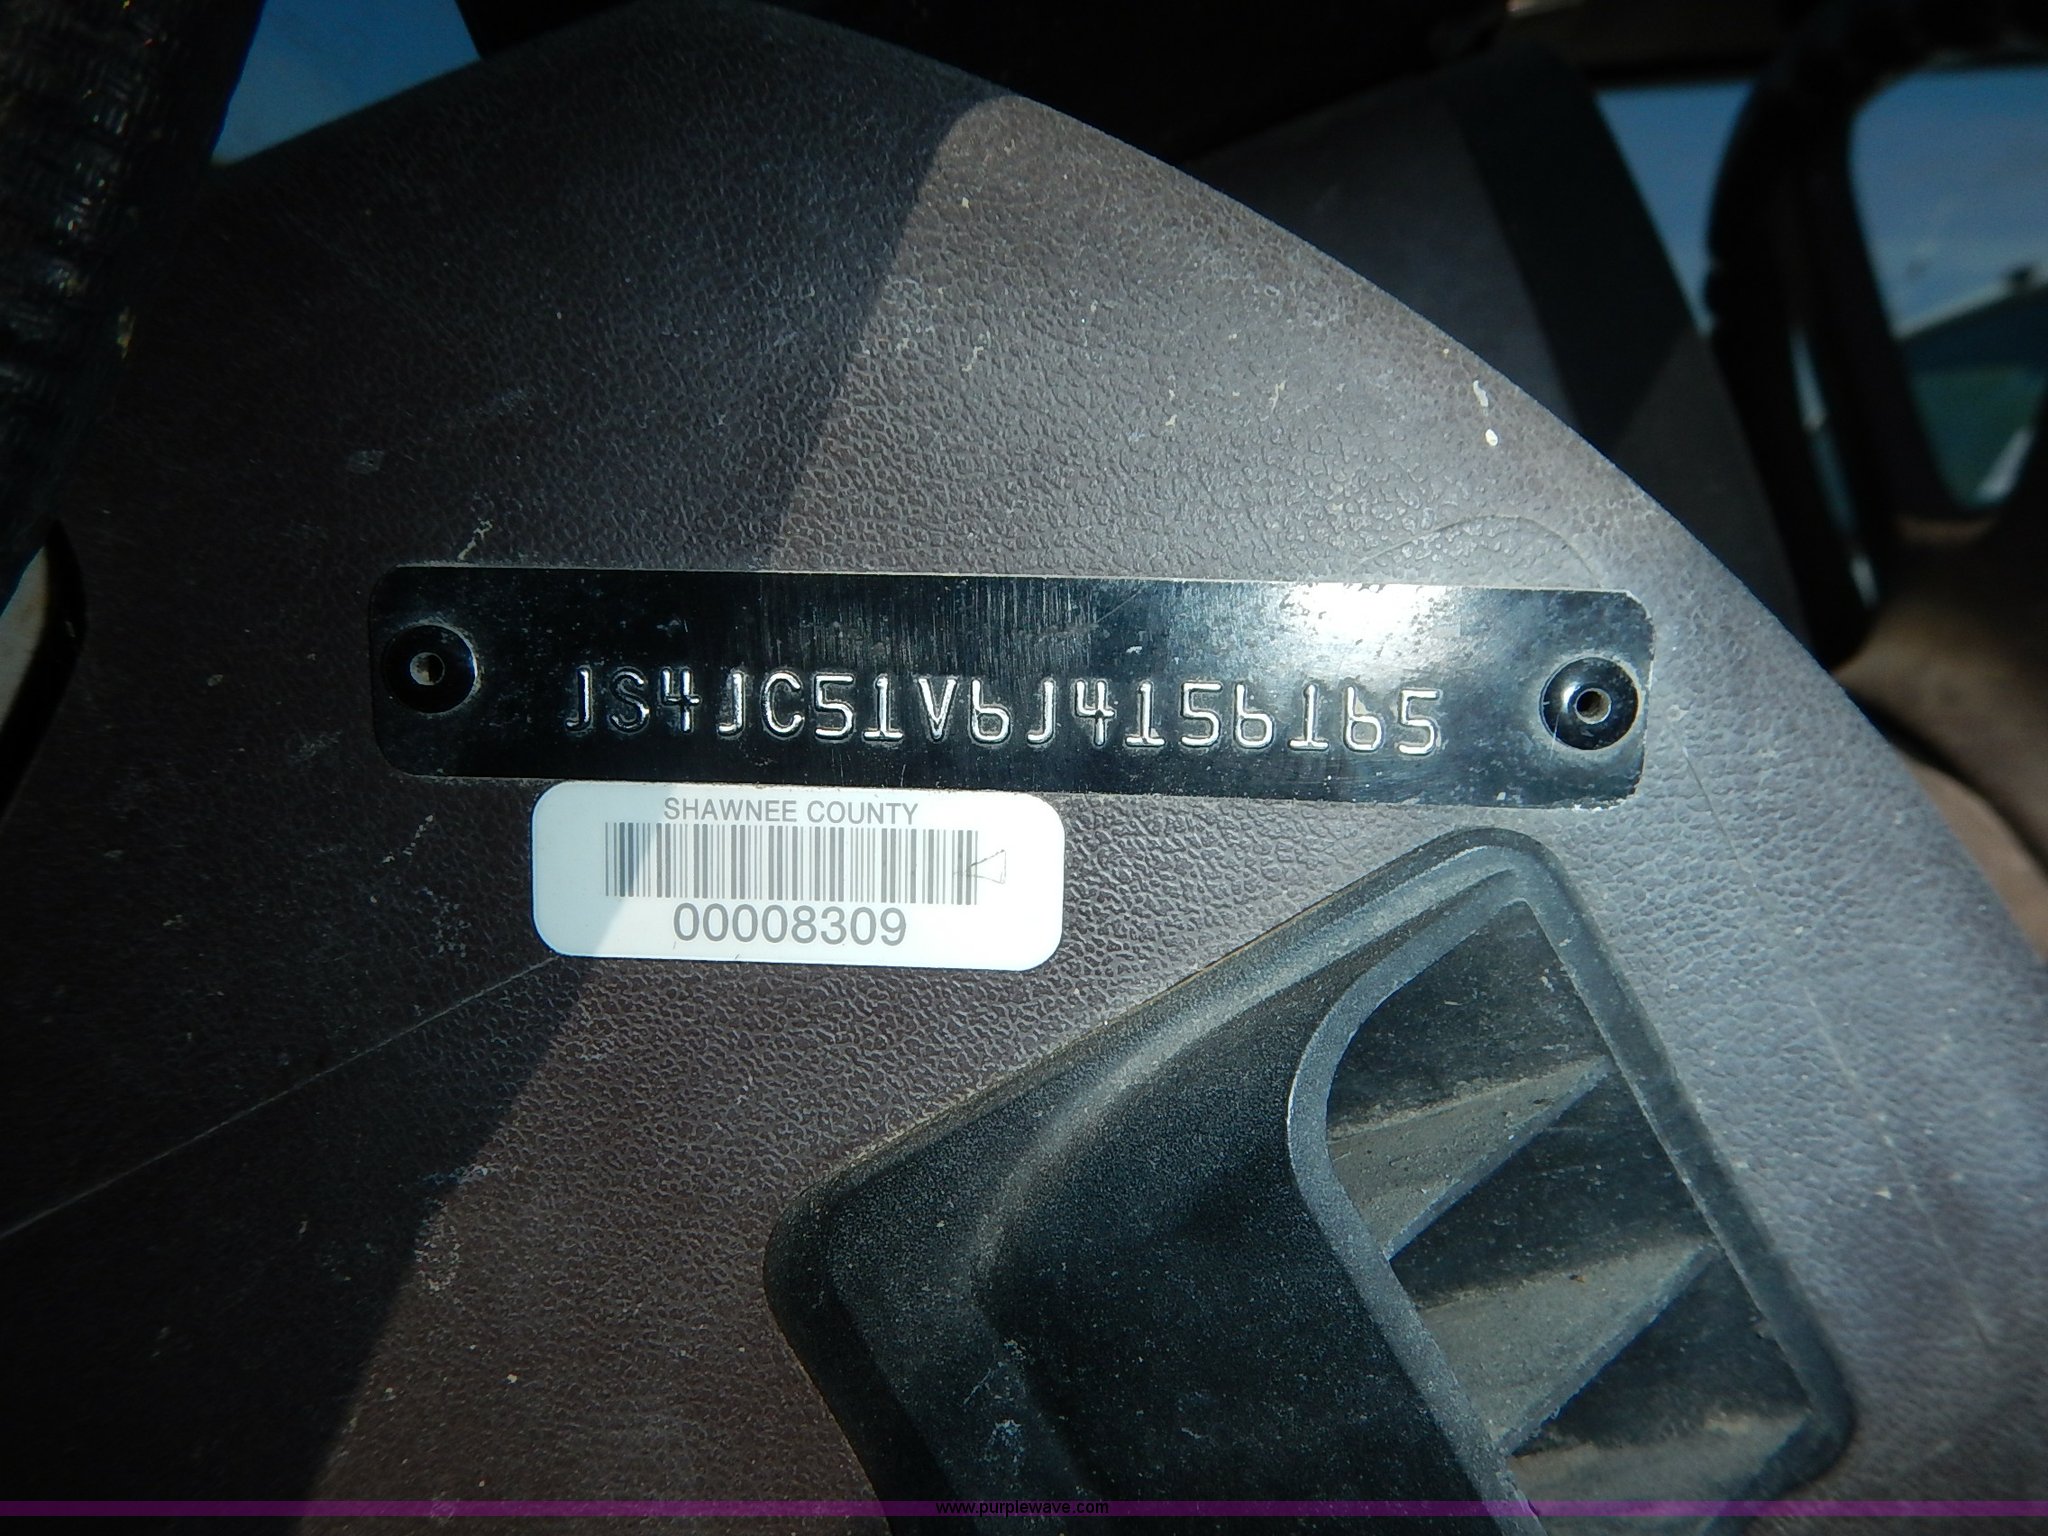 JS4JC51V6J4156165
SHAWNEE COUNTY
00008309
www.purplewave.com